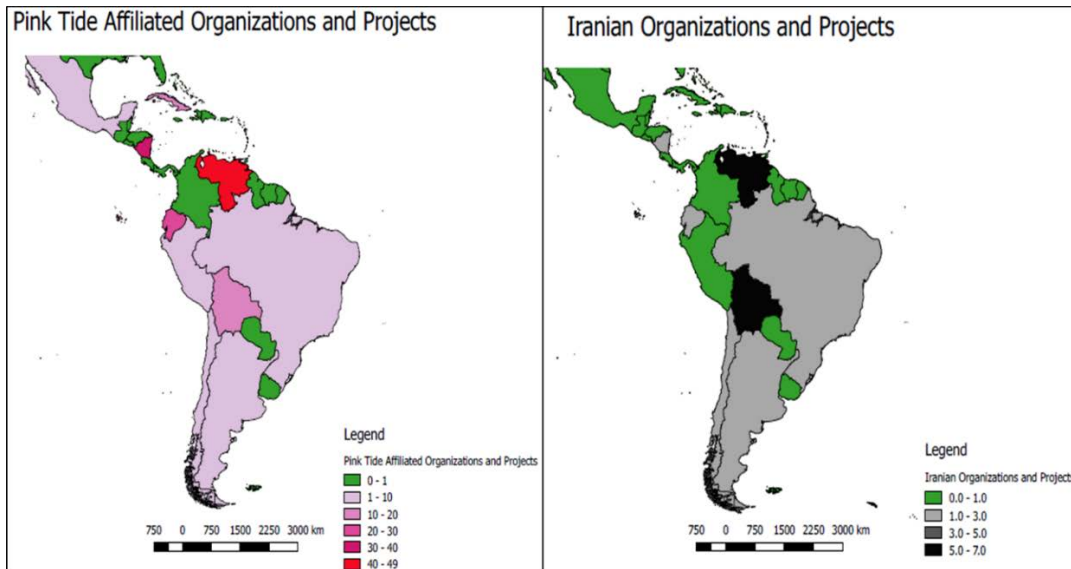 Pink Tide Affiliated Organizations and Projects
Legend
Pink Tide Affiliated Organizations and Projects
0 - 1
1 - 10
10 - 20
20 - 30
30 - 40
40 - 49
750 0 750 1500 2250 3000 km
Iranian Organizations and Projects
Legend
Iranian Organizations and Projects
0.0 - 1.0
1.0 - 3.0
3.0 - 5.0
5.0 - 7.0
750 0 750 1500 2250 3000 km